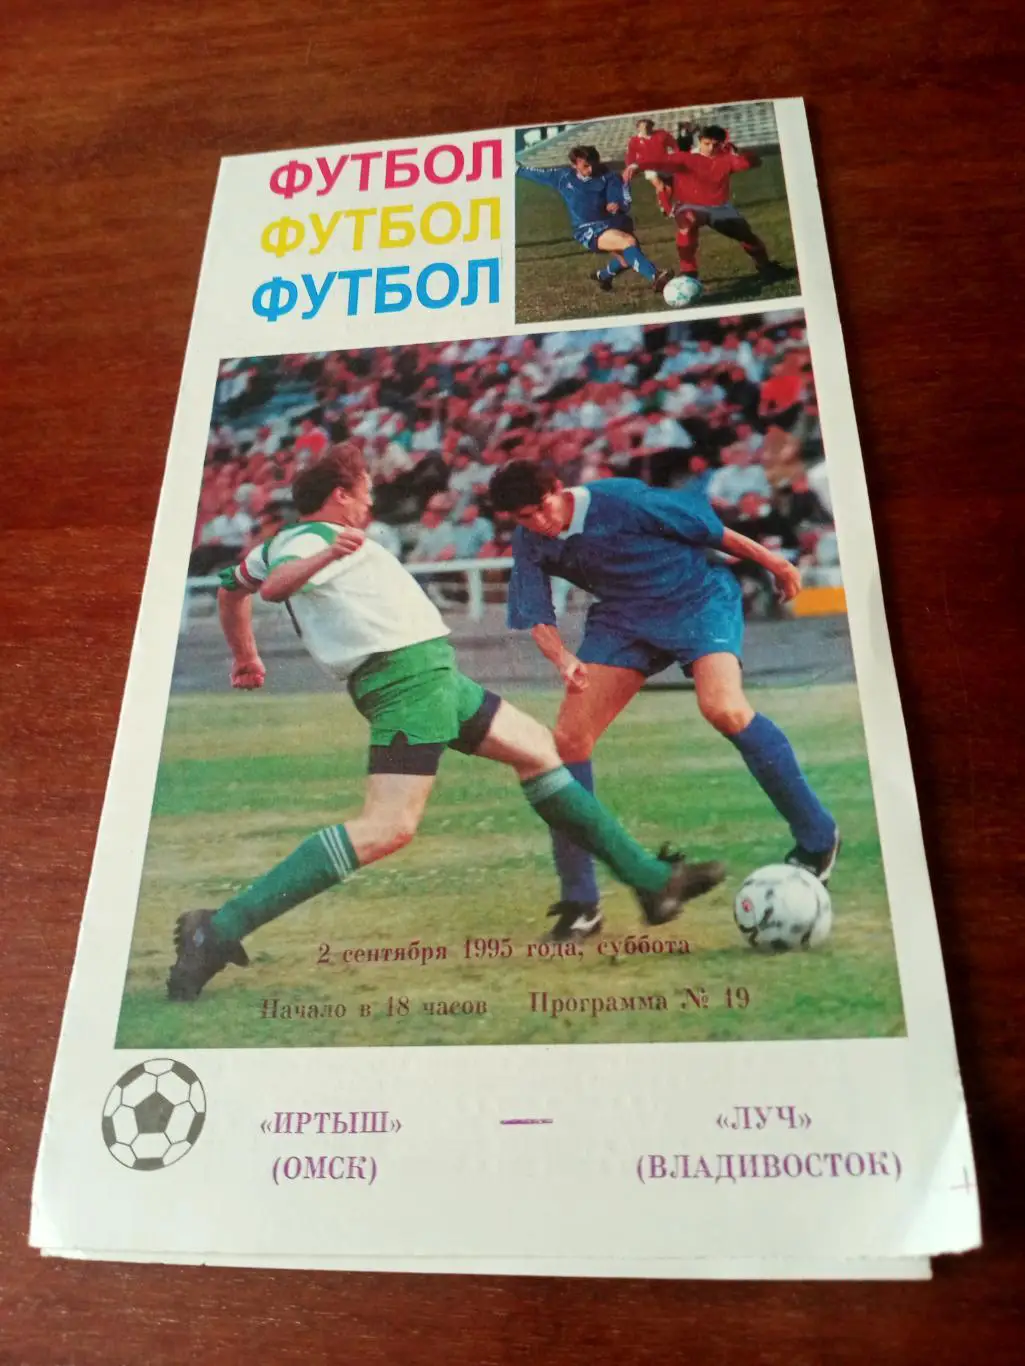 ФУТБОЛ
ФУТБОЛ
ФУТБОЛ
2 сентября 1995 года, суббота
Начало в 18 часов Программа № 19
«ИРТЫШ» — «ЛУЧ»
(ОМСК) (ВЛАДИВОСТОК)